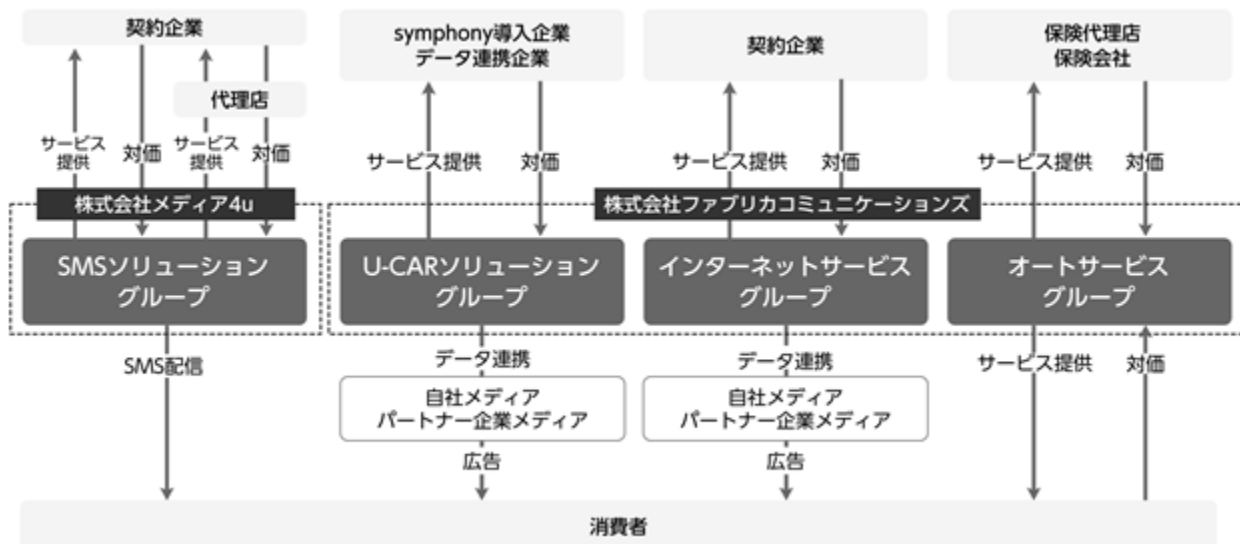 契約企業
symphony導入企業
データ連携企業
契約企業
保険代理店
保険会社
代理店
サービス
提供
対価
サービス
提供
対価
サービス提供
対価
サービス提供
対価
サービス提供
対価
株式会社メディア4u
株式会社ファブリカコミュニケーションズ
SMSソリューション
グループ
U-CARソリューション
グループ
インターネットサービス
グループ
オートサービス
グループ
SMS配信
データ連携
データ連携
サービス提供
対価
自社メディア
パートナー企業メディア
自社メディア
パートナー企業メディア
広告
広告
消費者